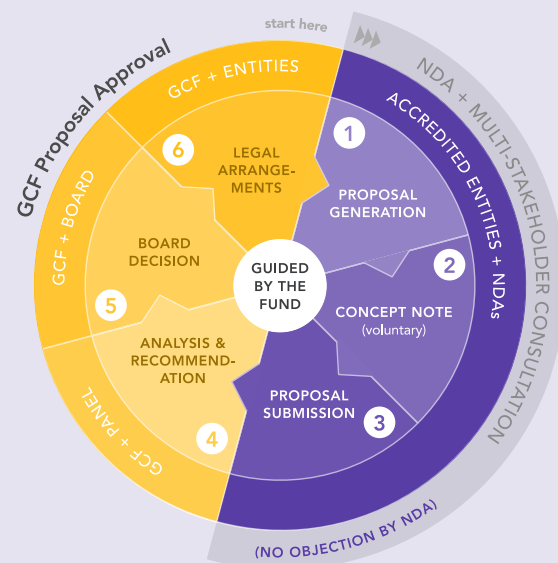 start here
GCF Proposal Approval
NDA + MULTI-STAKEHOLDER CONSULTATION
GCF + ENTITIES
ACCREDITED ENTITIES + NDAs
1
PROPOSAL
GENERATION
2
CONCEPT NOTE
(voluntary)
3
PROPOSAL
SUBMISSION
(NO OBJECTION BY NDA)
4
ANALYSIS &
RECOMMEND-
ATION
GCF + PANEL
5
BOARD
DECISION
GCF + BOARD
6
LEGAL
ARRANGE-
MENTS
GUIDED
BY THE
FUND